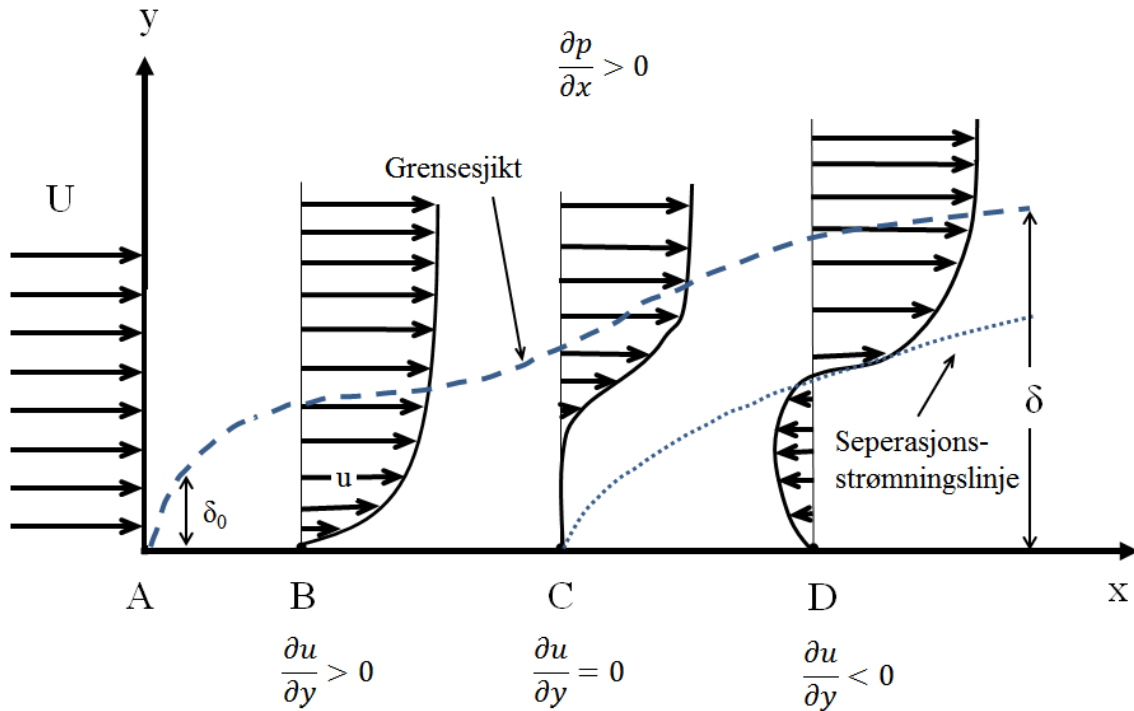 y
∂p/∂x > 0
Grensesjikt
U
u
δ₀
δ
Seperasjons-
strømningslinje
A
B
C
D
x
∂u/∂y > 0
∂u/∂y = 0
∂u/∂y < 0